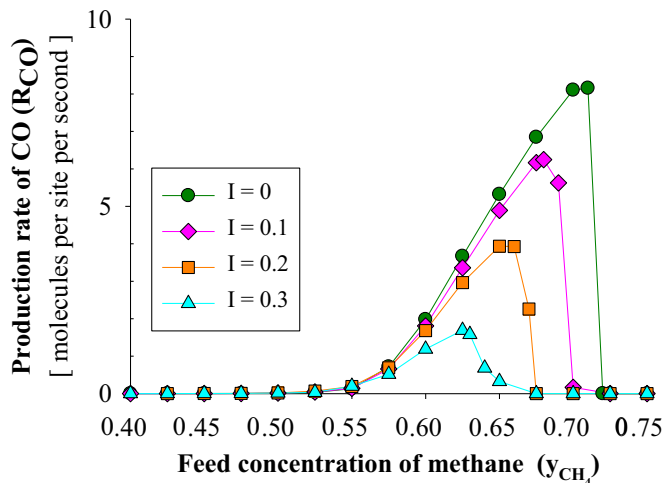 Production rate of CO (R_CO)
[ molecules per site per second ]
10
5
0
I = 0
I = 0.1
I = 0.2
I = 0.3
0.40 0.45 0.50 0.55 0.60 0.65 0.70 0.75
Feed concentration of methane (y_CH4)